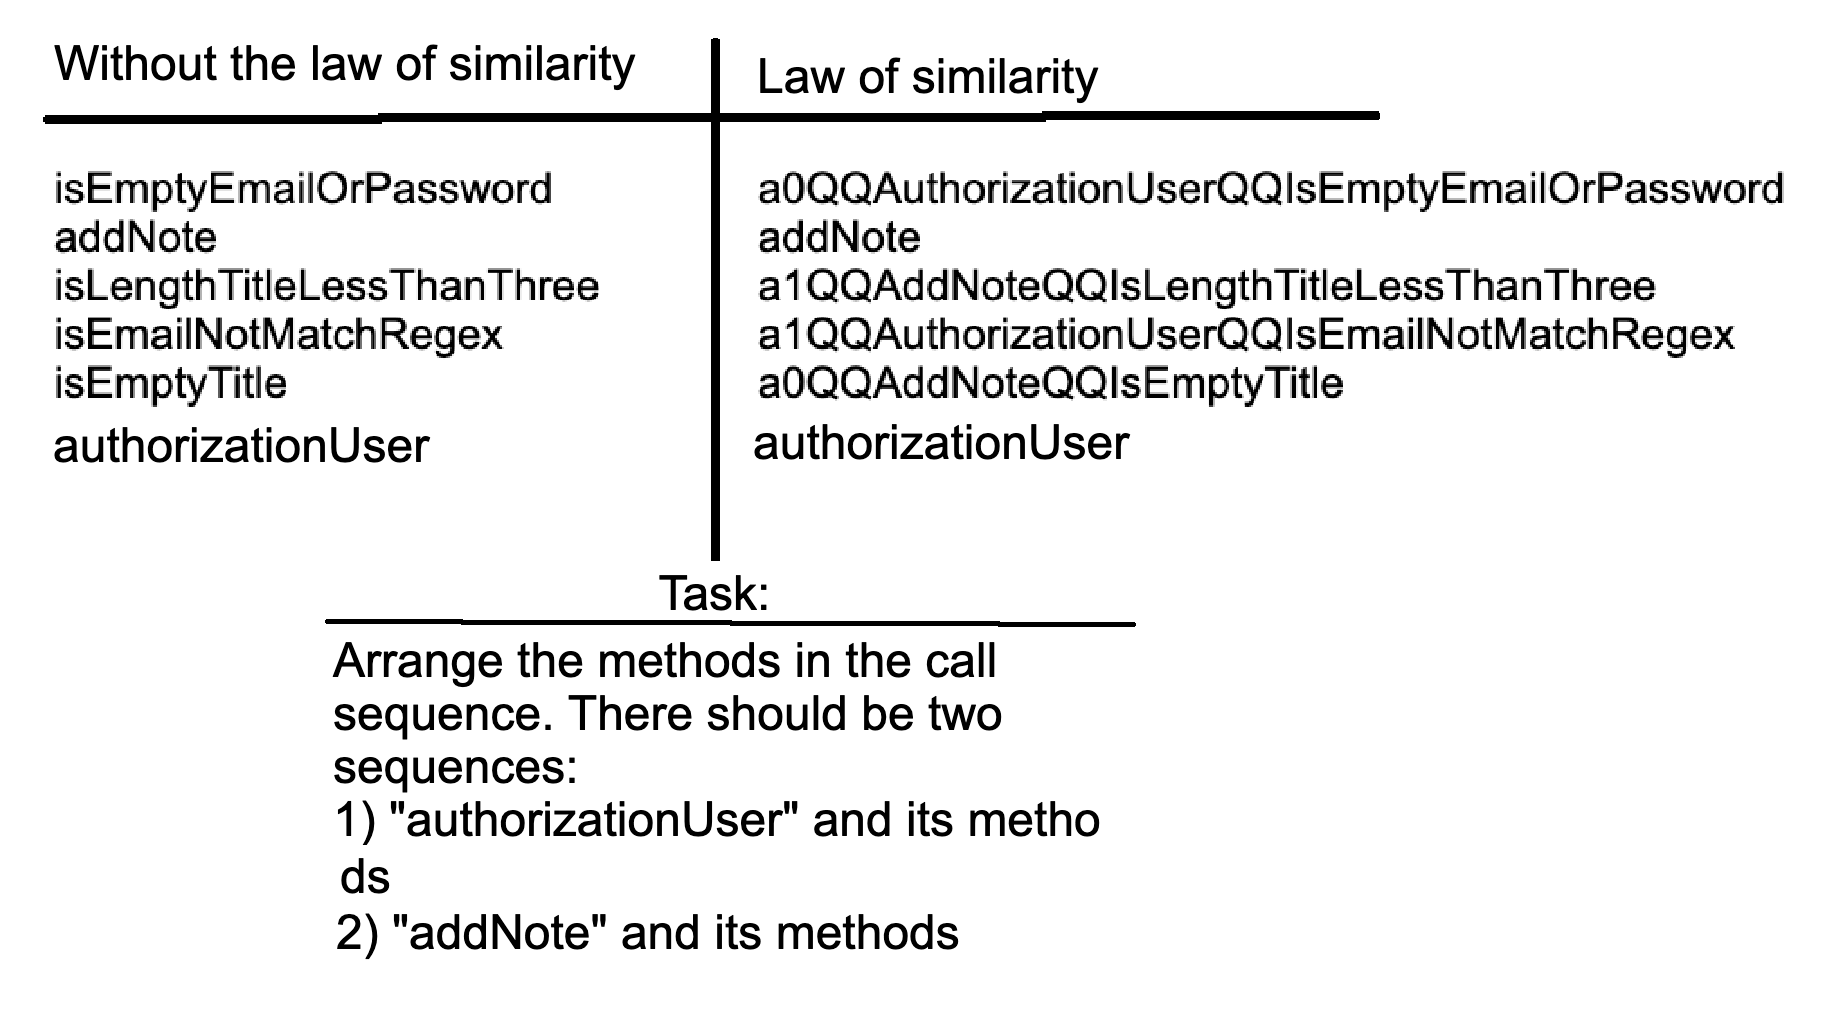 Without the law of similarity
Law of similarity
isEmptyEmailOrPassword
addNote
isLengthTitleLessThanThree
isEmailNotMatchRegex
isEmptyTitle
authorizationUser
a0QQAuthorizationUserQQIsEmptyEmailOrPassword
addNote
a1QQAddNoteQQIsLengthTitleLessThanThree
a1QQAuthorizationUserQQIsEmailNotMatchRegex
a0QQAddNoteQQIsEmptyTitle
authorizationUser
Task:
Arrange the methods in the call
sequence. There should be two
sequences:
1) "authorizationUser" and its metho
ds
2) "addNote" and its methods